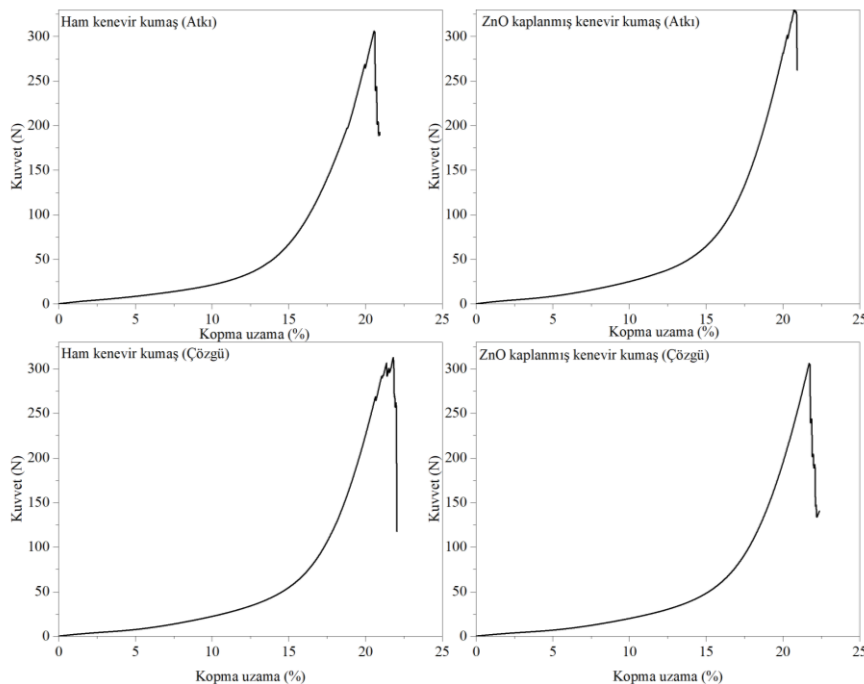 Ham kenevir kumaş (Atkı)
Kuvvet (N)
300
250
200
150
100
50
0
0 5 10 15 20 25
Kopma uzama (%)
ZnO kaplanmış kenevir kumaş (Atkı)
Kuvvet (N)
300
250
200
150
100
50
0
0 5 10 15 20 25
Kopma uzama (%)
Ham kenevir kumaş (Çözgü)
Kuvvet (N)
300
250
200
150
100
50
0
0 5 10 15 20 25
Kopma uzama (%)
ZnO kaplanmış kenevir kumaş (Çözgü)
Kuvvet (N)
300
250
200
150
100
50
0
0 5 10 15 20 25
Kopma uzama (%)